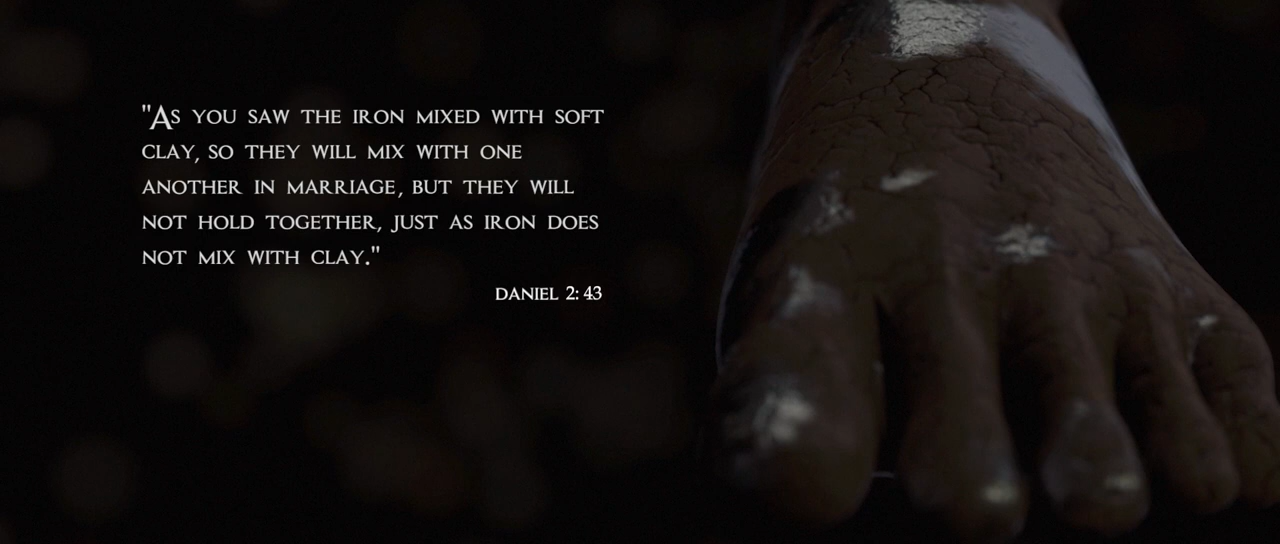 "As you saw the iron mixed with soft
clay, so they will mix with one
another in marriage, but they will
not hold together, just as iron does
not mix with clay."
Daniel 2:43